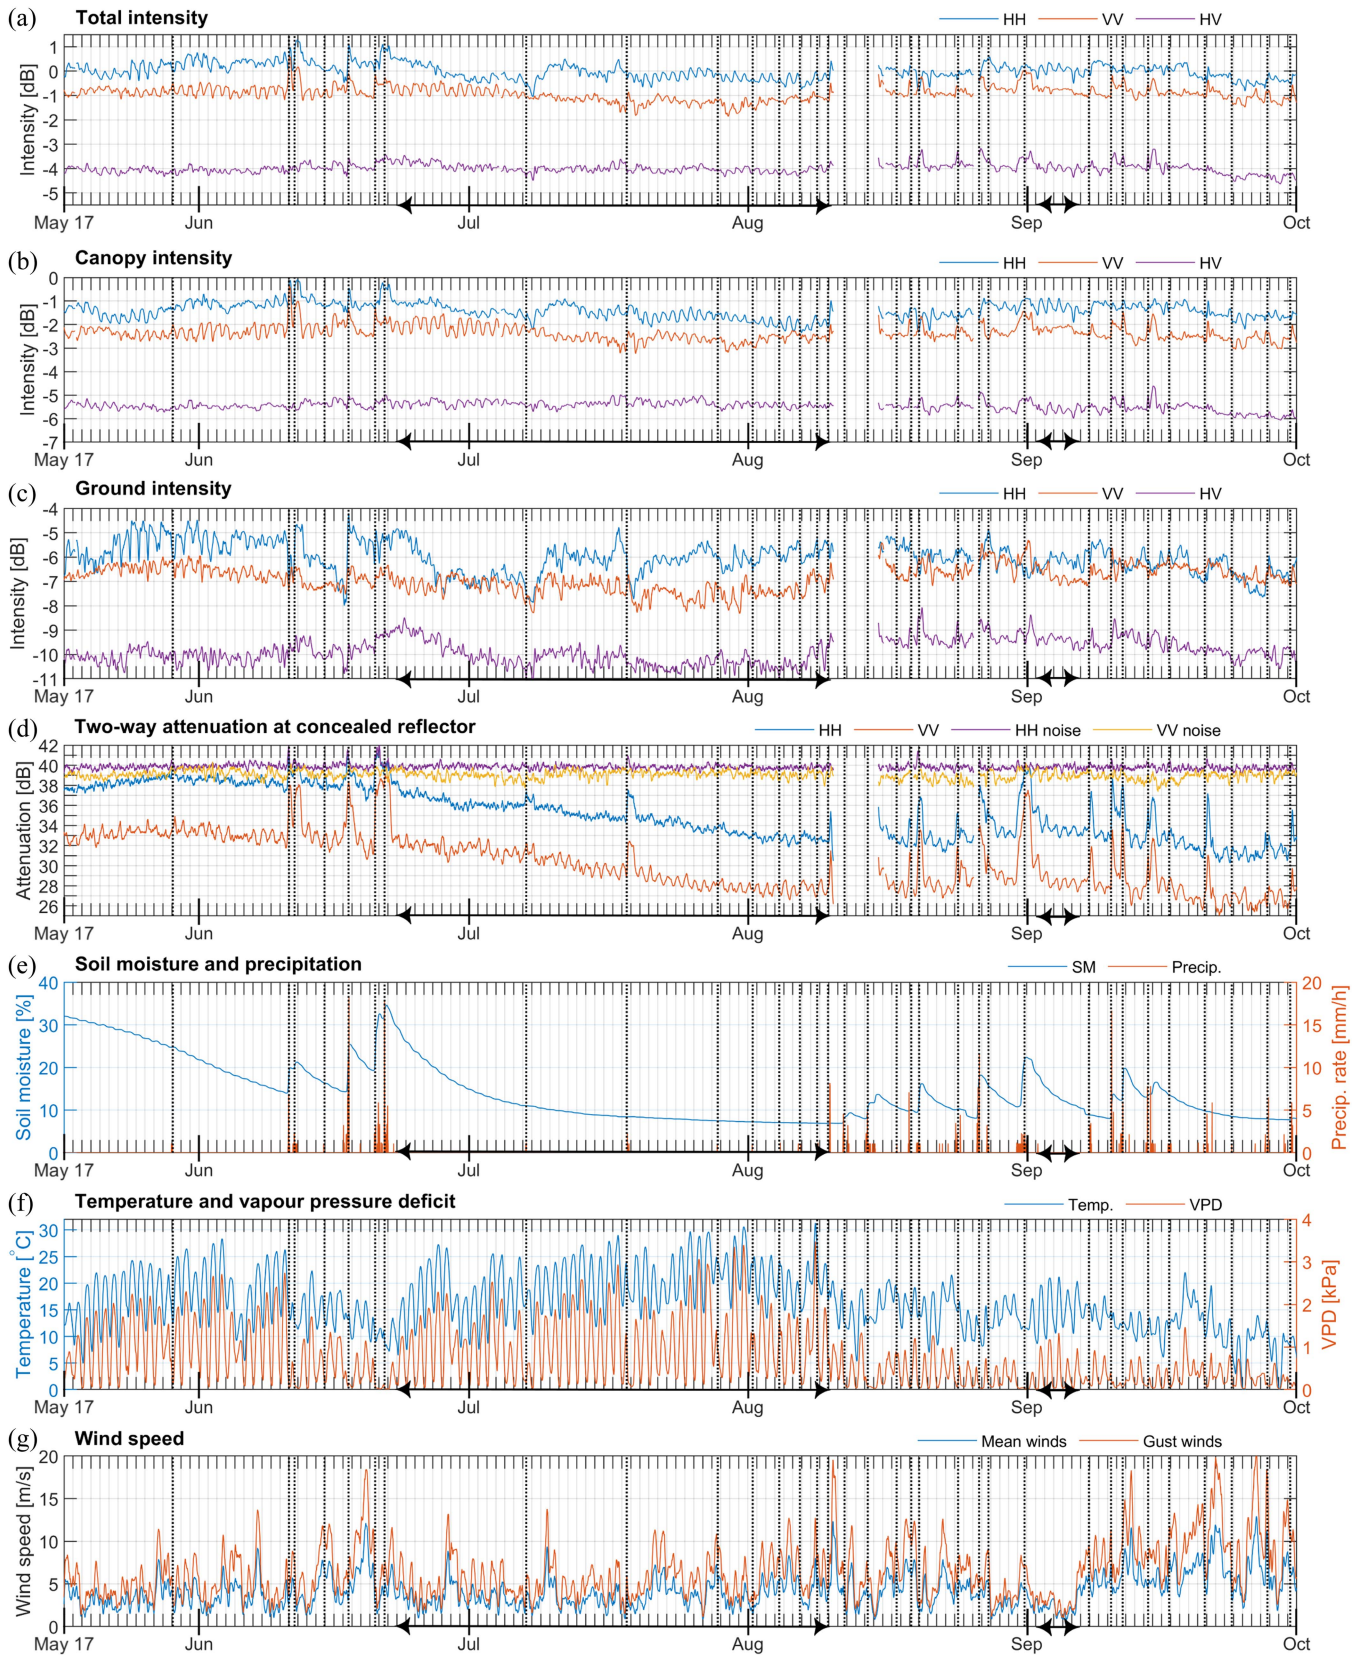 (a) Total intensity HH VV HV
1
0
-1
-2
-3
-4
-5
Intensity [dB]
May 17 Jun Jul Aug Sep Oct
(b) Canopy intensity HH VV HV
0
-1
-2
-3
-4
-5
-6
-7
Intensity [dB]
May 17 Jun Jul Aug Sep Oct
(c) Ground intensity HH VV HV
-4
-5
-6
-7
-8
-9
-10
-11
Intensity [dB]
May 17 Jun Jul Aug Sep Oct
(d) Two-way attenuation at concealed reflector HH VV HH noise VV noise
42
40
38
36
34
32
30
28
26
Attenuation [dB]
May 17 Jun Jul Aug Sep Oct
(e) Soil moisture and precipitation SM Precip.
40 20
30 15
20 10
10 5
0 0
Soil moisture [%]
Precip. rate [mm/h]
May 17 Jun Jul Aug Sep Oct
(f) Temperature and vapour pressure deficit Temp. VPD
30 4
25 3
20
15 2
10 1
5
0 0
Temperature [°C]
VPD [kPa]
May 17 Jun Jul Aug Sep Oct
(g) Wind speed Mean winds Gust winds
20
15
10
5
0
Wind speed [m/s]
May 17 Jun Jul Aug Sep Oct